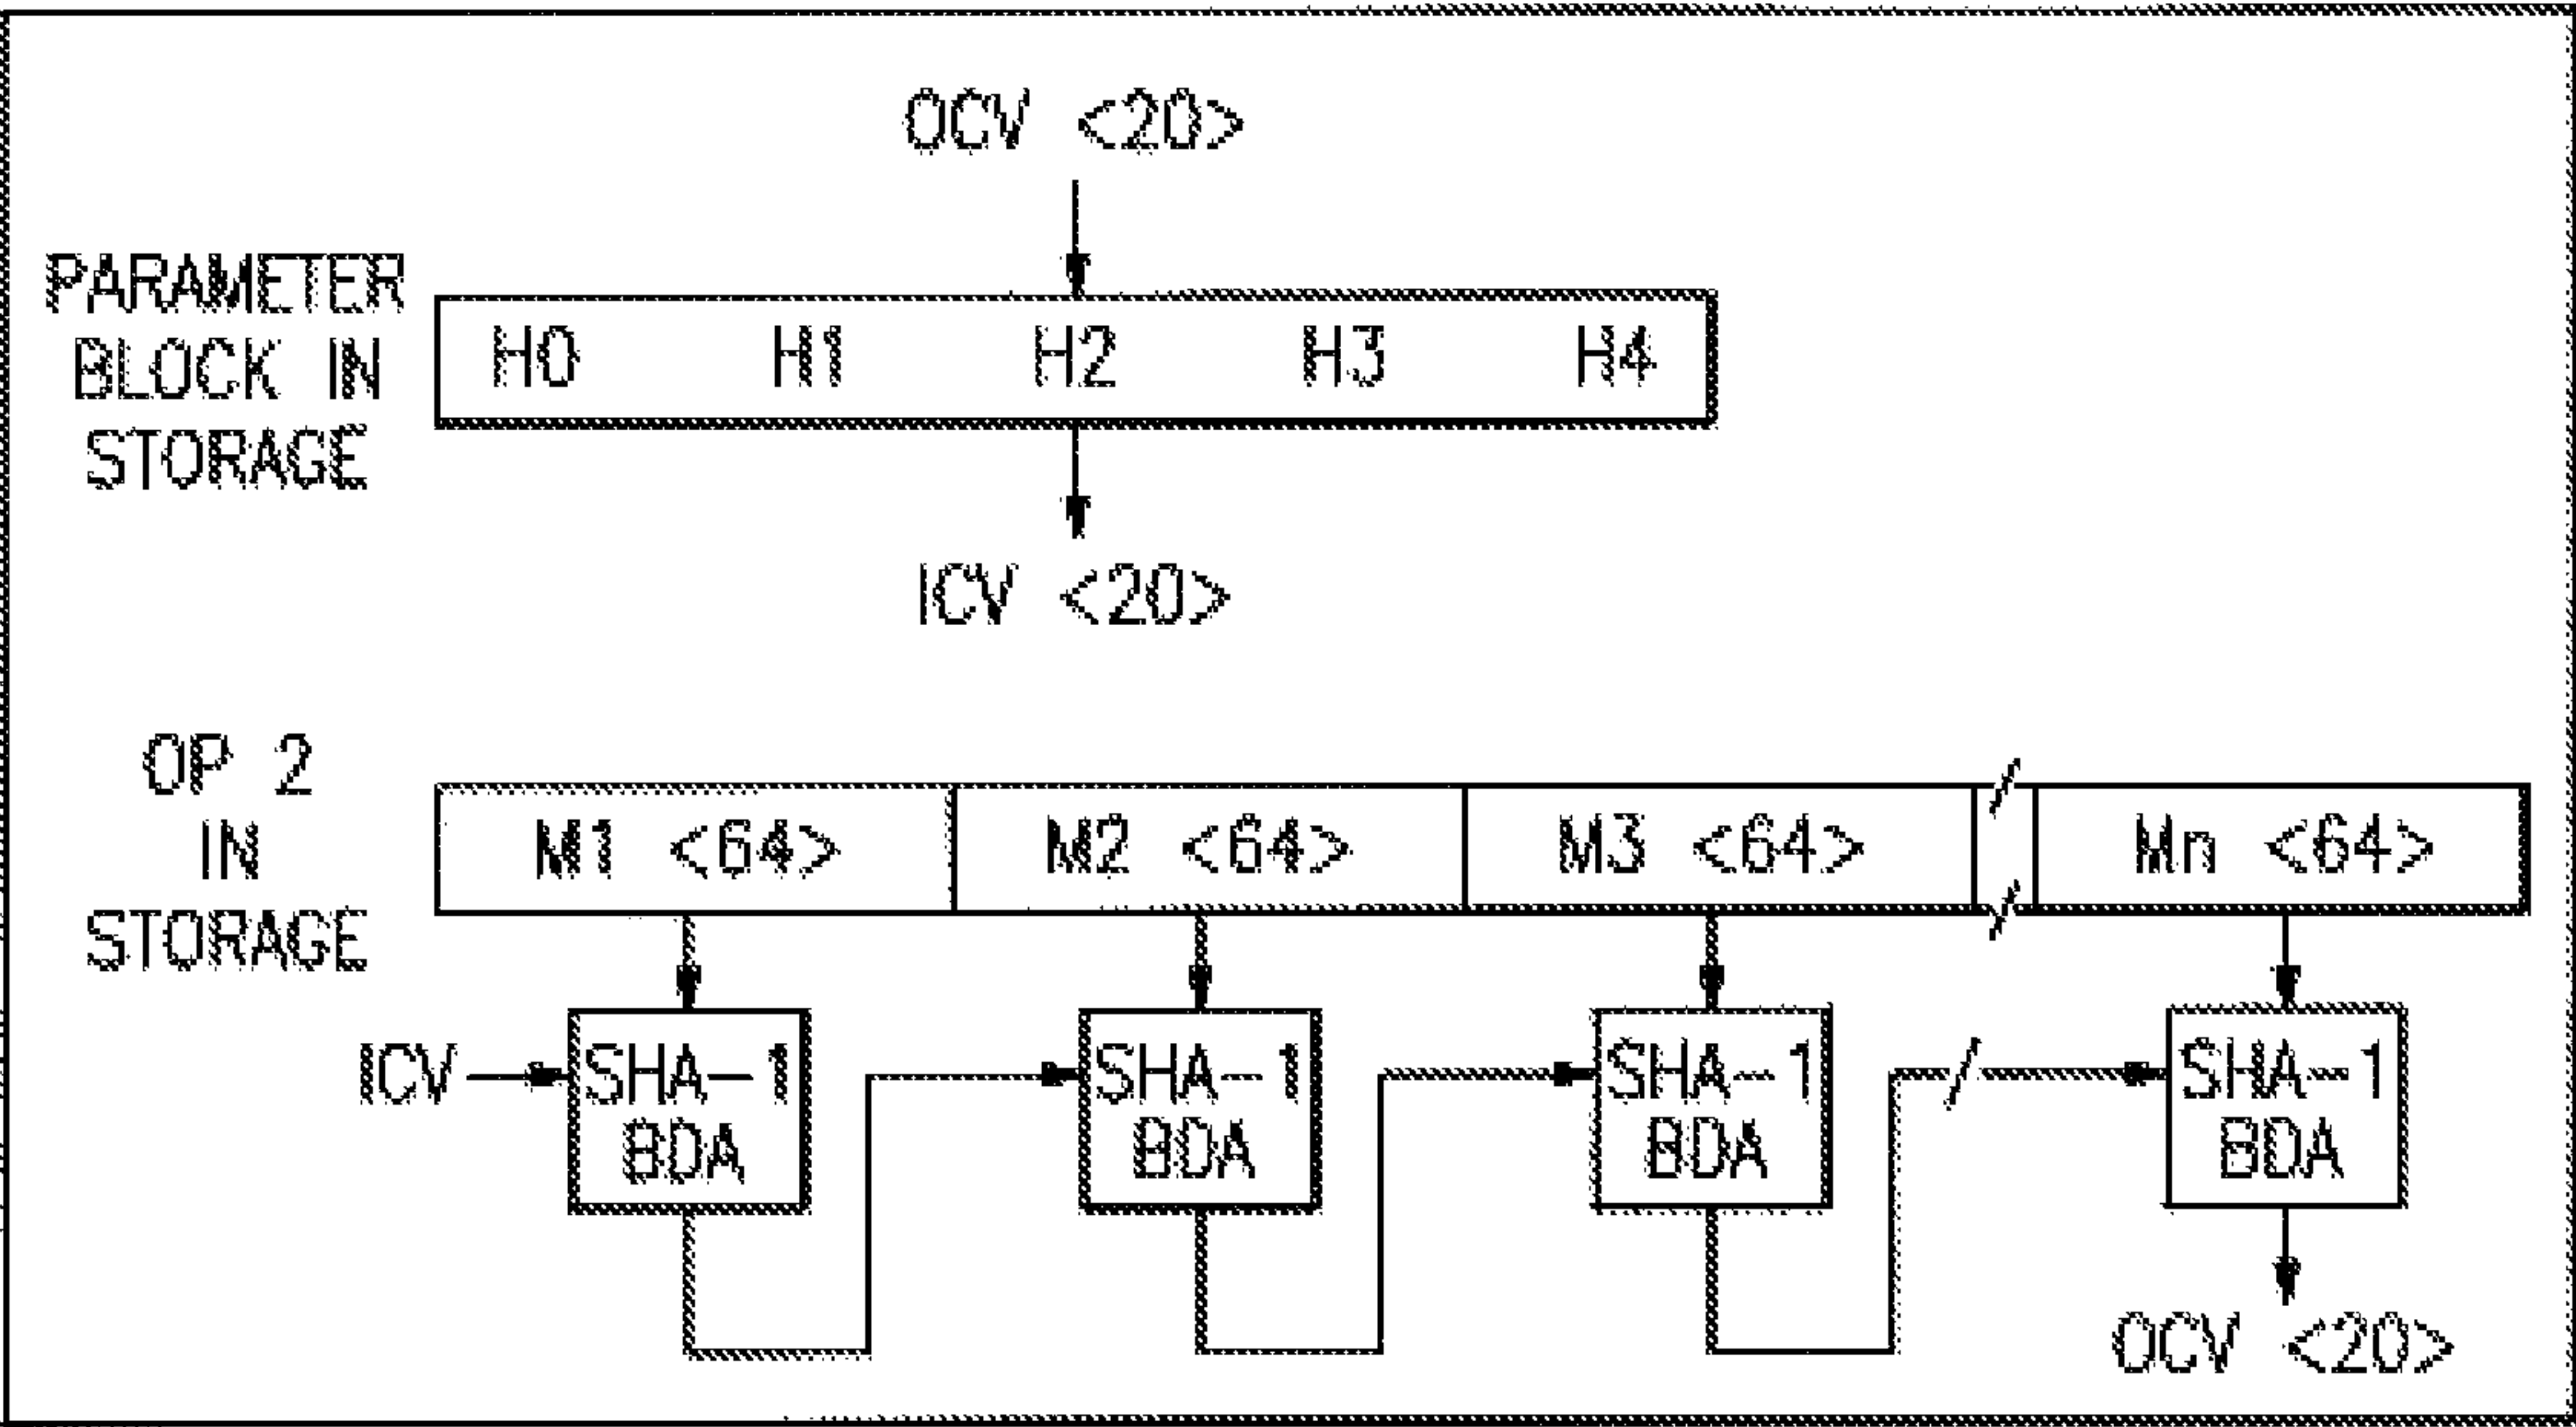 OCV <20>
PARAMETER
BLOCK IN
STORAGE
H0 H1 H2 H3 H4
ICV <20>
OP 2
IN
STORAGE
M1 <64> M2 <64> M3 <64> Mn <64>
ICV SHA-1 SHA-1 SHA-1 SHA-1
BDA BDA BDA BDA
OCV <20>